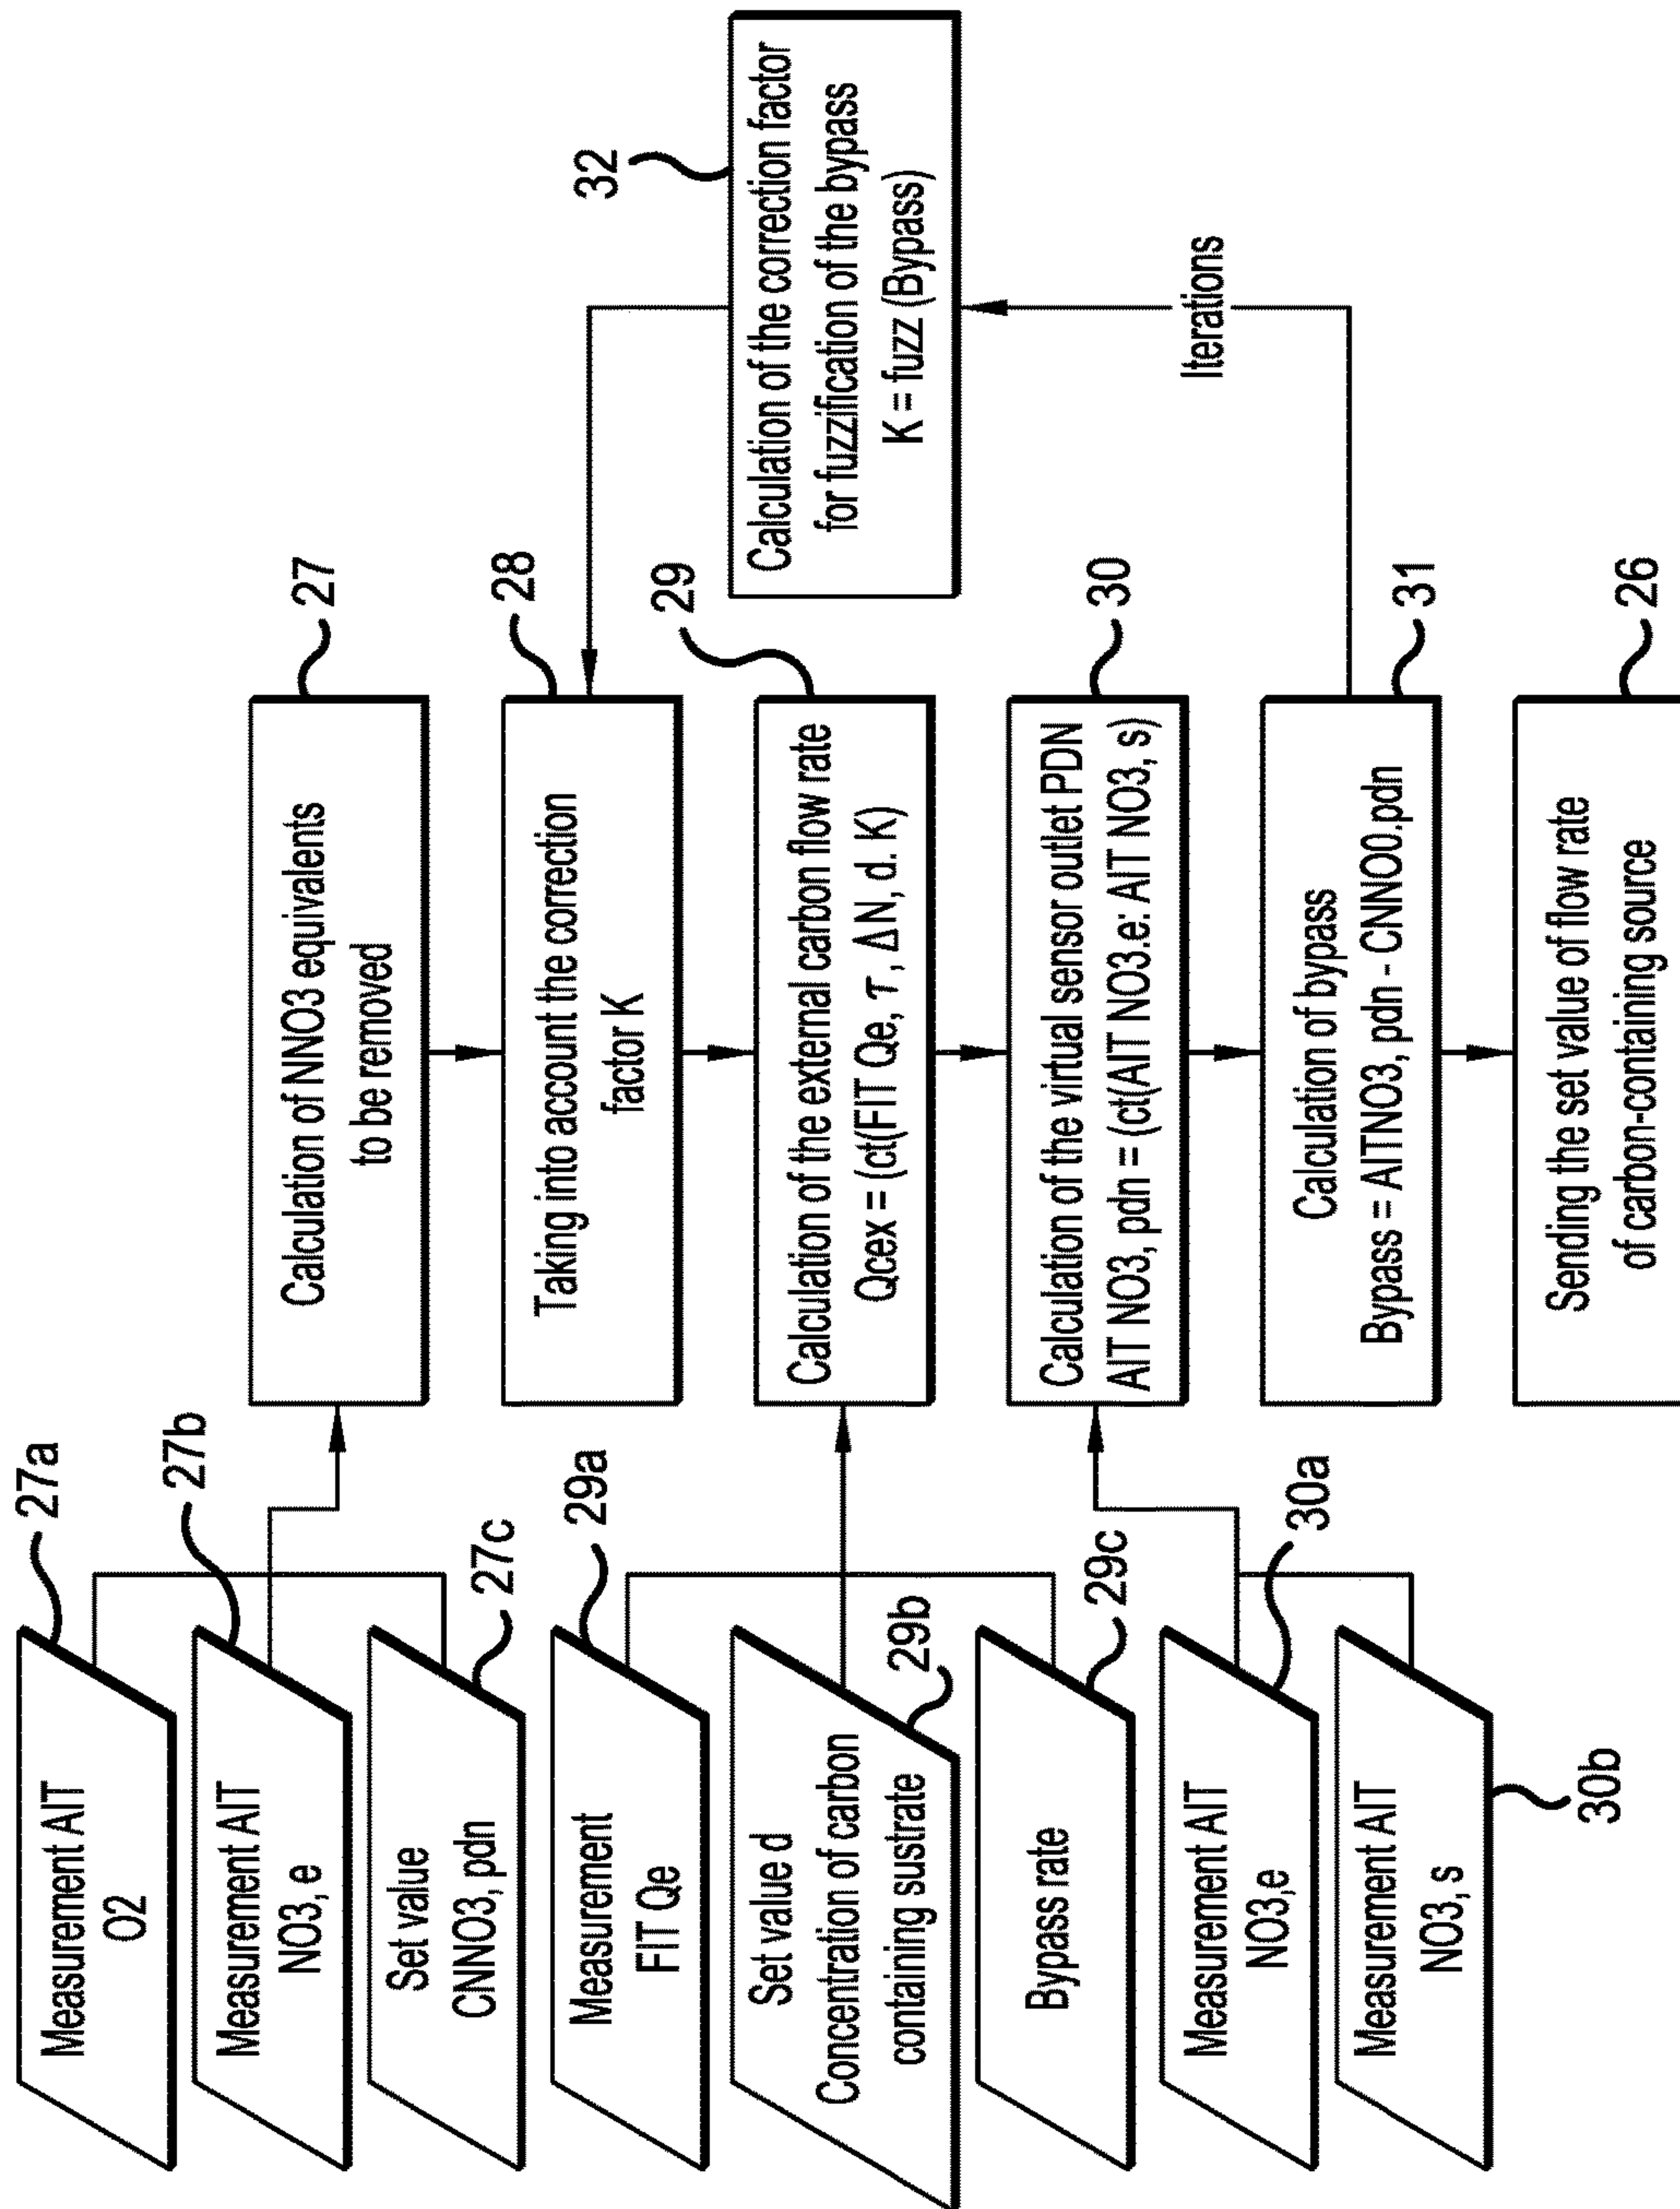 Measurement AIT
O2
27a
Measurement AIT
NO3, e
27b
Set value
CNNO3, pdn
27c
Measurement
FIT Qe
29a
Set value d
Concentration of carbon
containing sustrate
29b
Bypass rate
29c
Measurement AIT
NO3,e
30a
Measurement AIT
NO3, s
30b
Calculation of NNO3 equivalents
to be removed
27
Taking into account the correction
factor K
28
Calculation of the external carbon flow rate
Qcex = (ct(FIT Qe, τ, ΔN, d. K)
29
Calculation of the virtual sensor outlet PDN
AIT NO3, pdn = (ct(AIT NO3.e: AIT NO3, s)
30
Calculation of bypass
Bypass = AITNO3, pdn - CNNO0.pdn
31
Sending the set value of flow rate
of carbon-containing source
26
Calculation of the correction factor
for fuzzification of the bypass
K = fuzz (Bypass)
32
Iterations